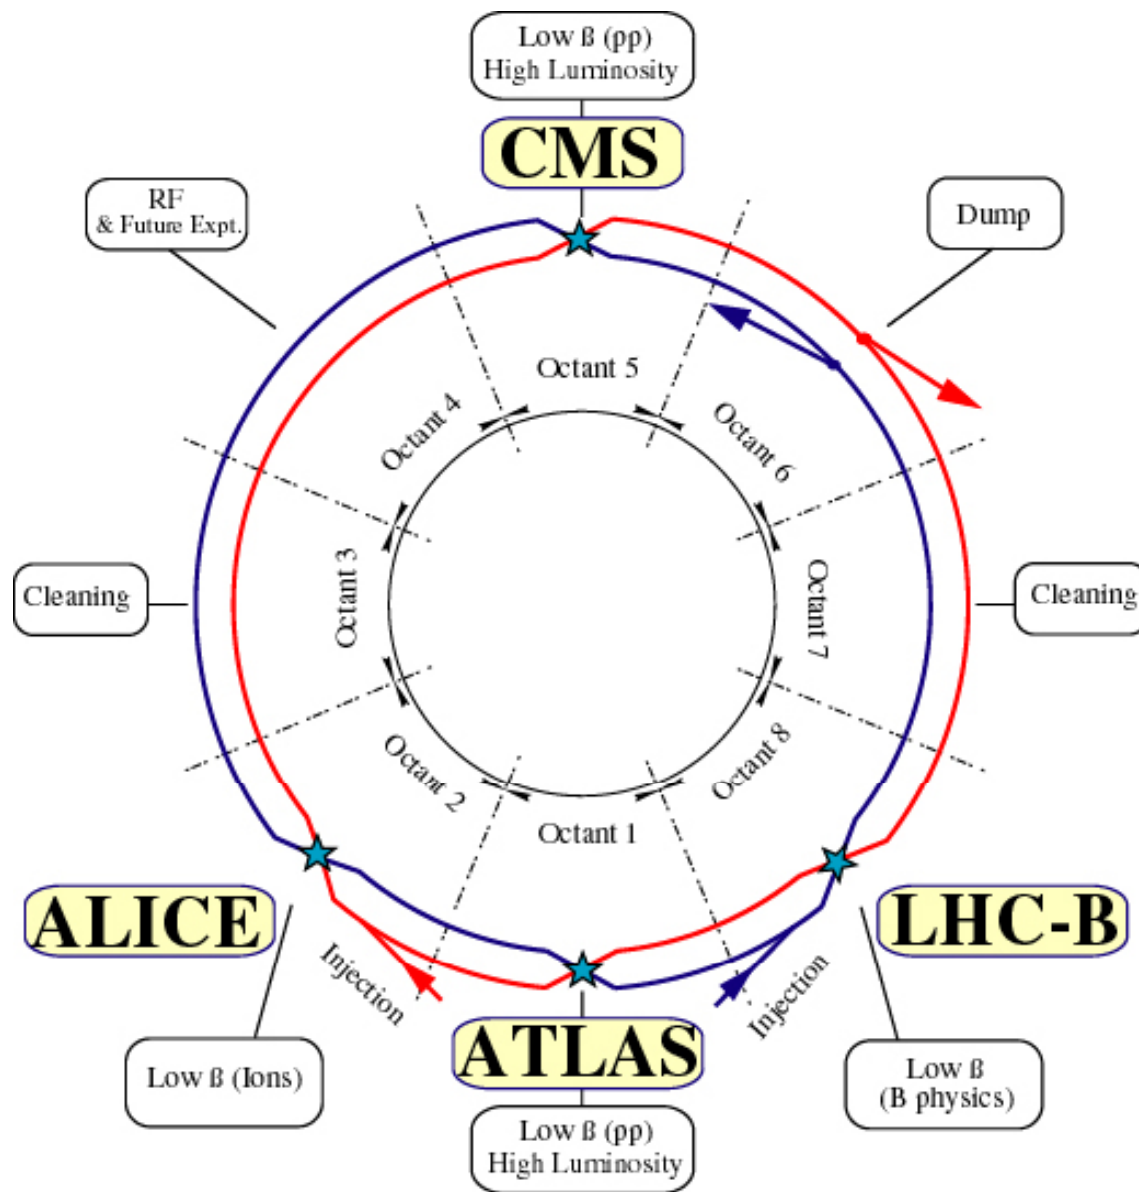 Low ß (pp)
High Luminosity
CMS
RF
& Future Expt.
Dump
Octant 5
Octant 4
Octant 6
Cleaning
Octant 3
Octant 7
Cleaning
Octant 2
Octant 8
Octant 1
ALICE
LHC-B
Injection
Injection
ATLAS
Low ß (Ions)
Low ß
(B physics)
Low ß (pp)
High Luminosity